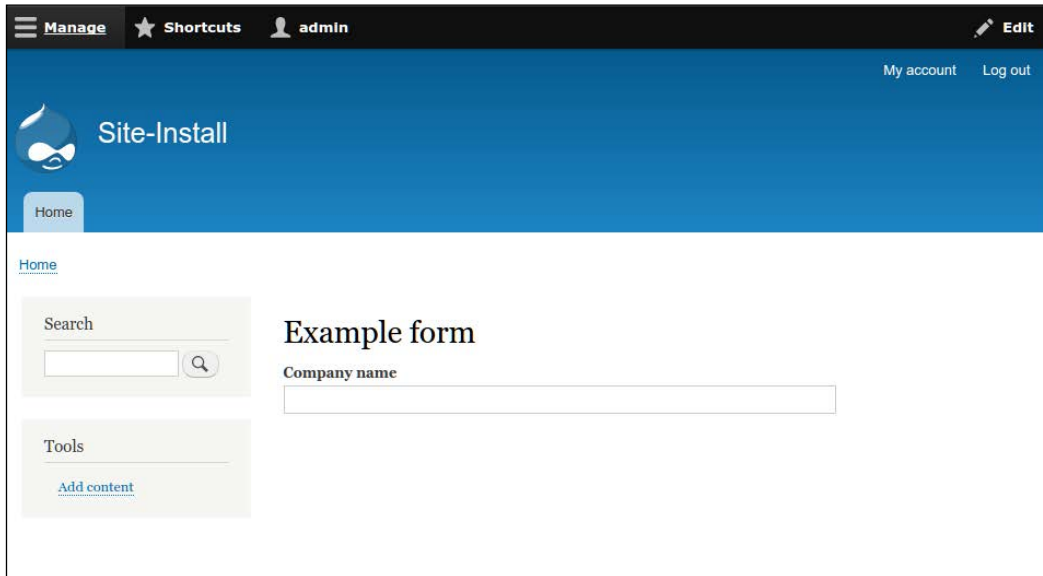 Manage Shortcuts admin Edit
My account Log out
Site-Install
Home
Home
Search
Example form
Company name
Tools
Add content